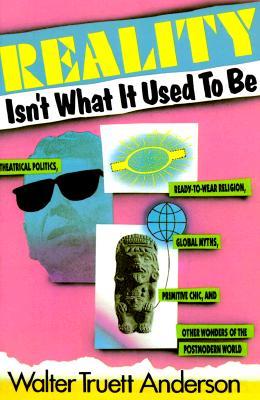 REALITY
Isn't What It Used To Be
THEATRICAL POLITICS,
READY-TO-WEAR RELIGION,
GLOBAL MYTHS,
PRIMITIVE CHIC, AND
OTHER WONDERS OF THE
POSTMODERN WORLD
Walter Truett Anderson